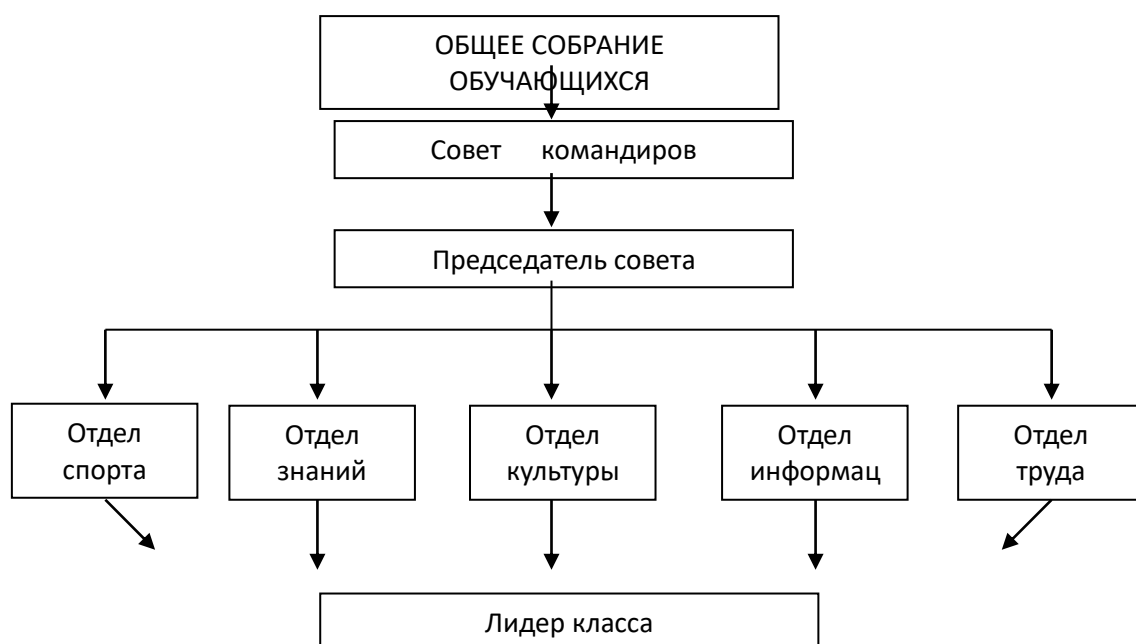 ОБЩЕЕ СОБРАНИЕ
ОБУЧАЮЩИХСЯ
Совет командиров
Председатель совета
Отдел
спорта
Отдел
знаний
Отдел
культуры
Отдел
информац
Отдел
труда
Лидер класса